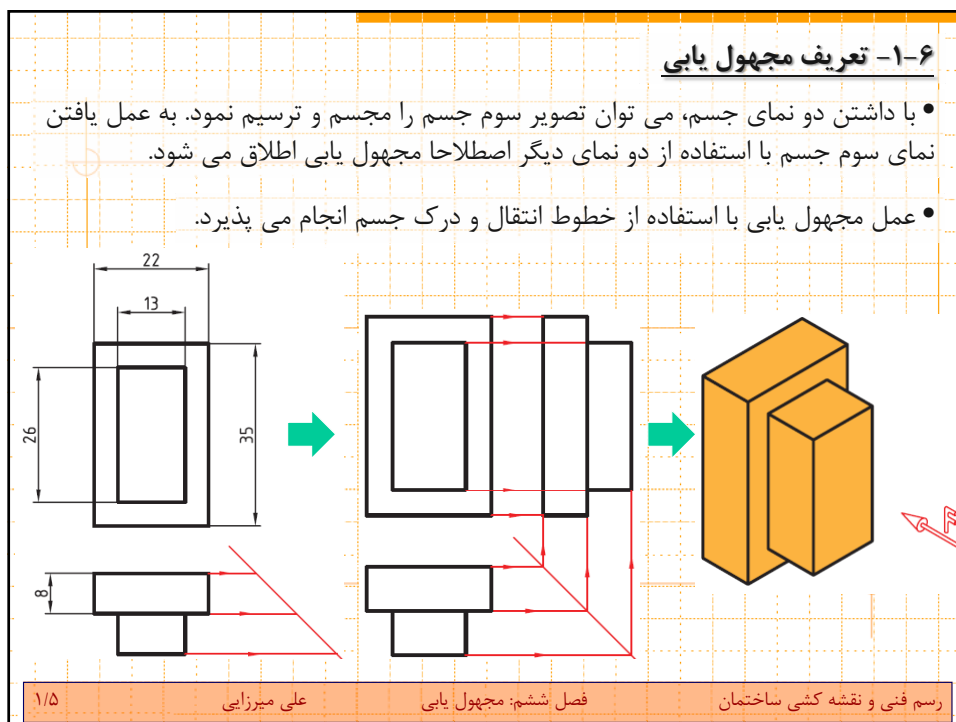 ۶-۱- تعریف مجهول یابی
• با داشتن دو نمای جسم، می توان تصویر سوم جسم را مجسم و ترسیم نمود. به عمل یافتن
نمای سوم جسم با استفاده از دو نمای دیگر اصطلاحا مجهول یابی اطلاق می شود.
• عمل مجهول یابی با استفاده از خطوط انتقال و درک جسم انجام می پذیرد.
22
13
26
35
8
رسم فنی و نقشه کشی ساختمان فصل ششم: مجهول یابی علی میرزایی ۱/۵